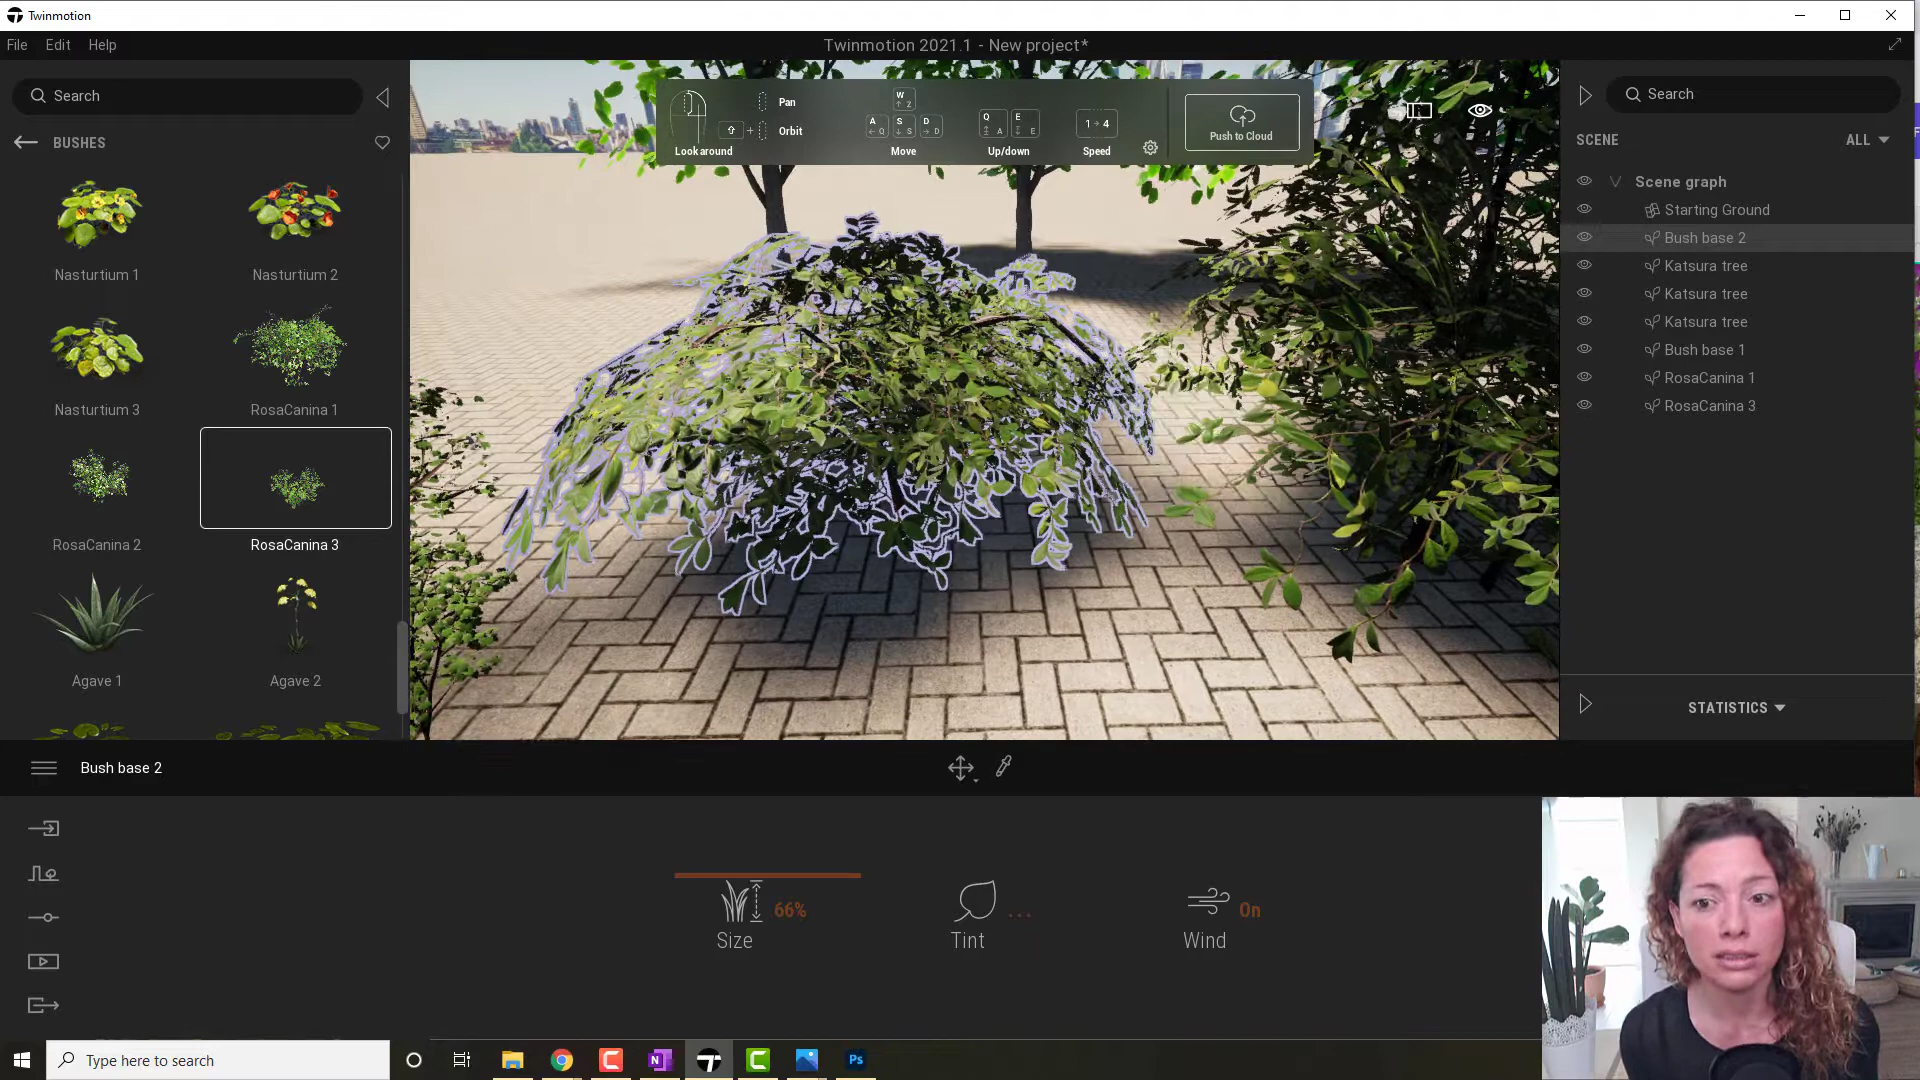 Twinmotion
File Edit Help
Twinmotion 2021.1 - New project*
Search
BUSHES
Nasturtium 1
Nasturtium 2
Nasturtium 3
RosaCanina 1
RosaCanina 2
RosaCanina 3
Agave 1
Agave 2
Pan
Orbit
Look around
W
Z
A
Q
S
S
D
D
Move
Q
A
E
E
Up/down
1 → 4
Speed
Push to Cloud
Search
SCENE
ALL
Scene graph
Starting Ground
Bush base 2
Katsura tree
Katsura tree
Katsura tree
Bush base 1
RosaCanina 1
RosaCanina 3
STATISTICS
Bush base 2
66%
Size
...
Tint
On
Wind
Type here to search
N
Ps